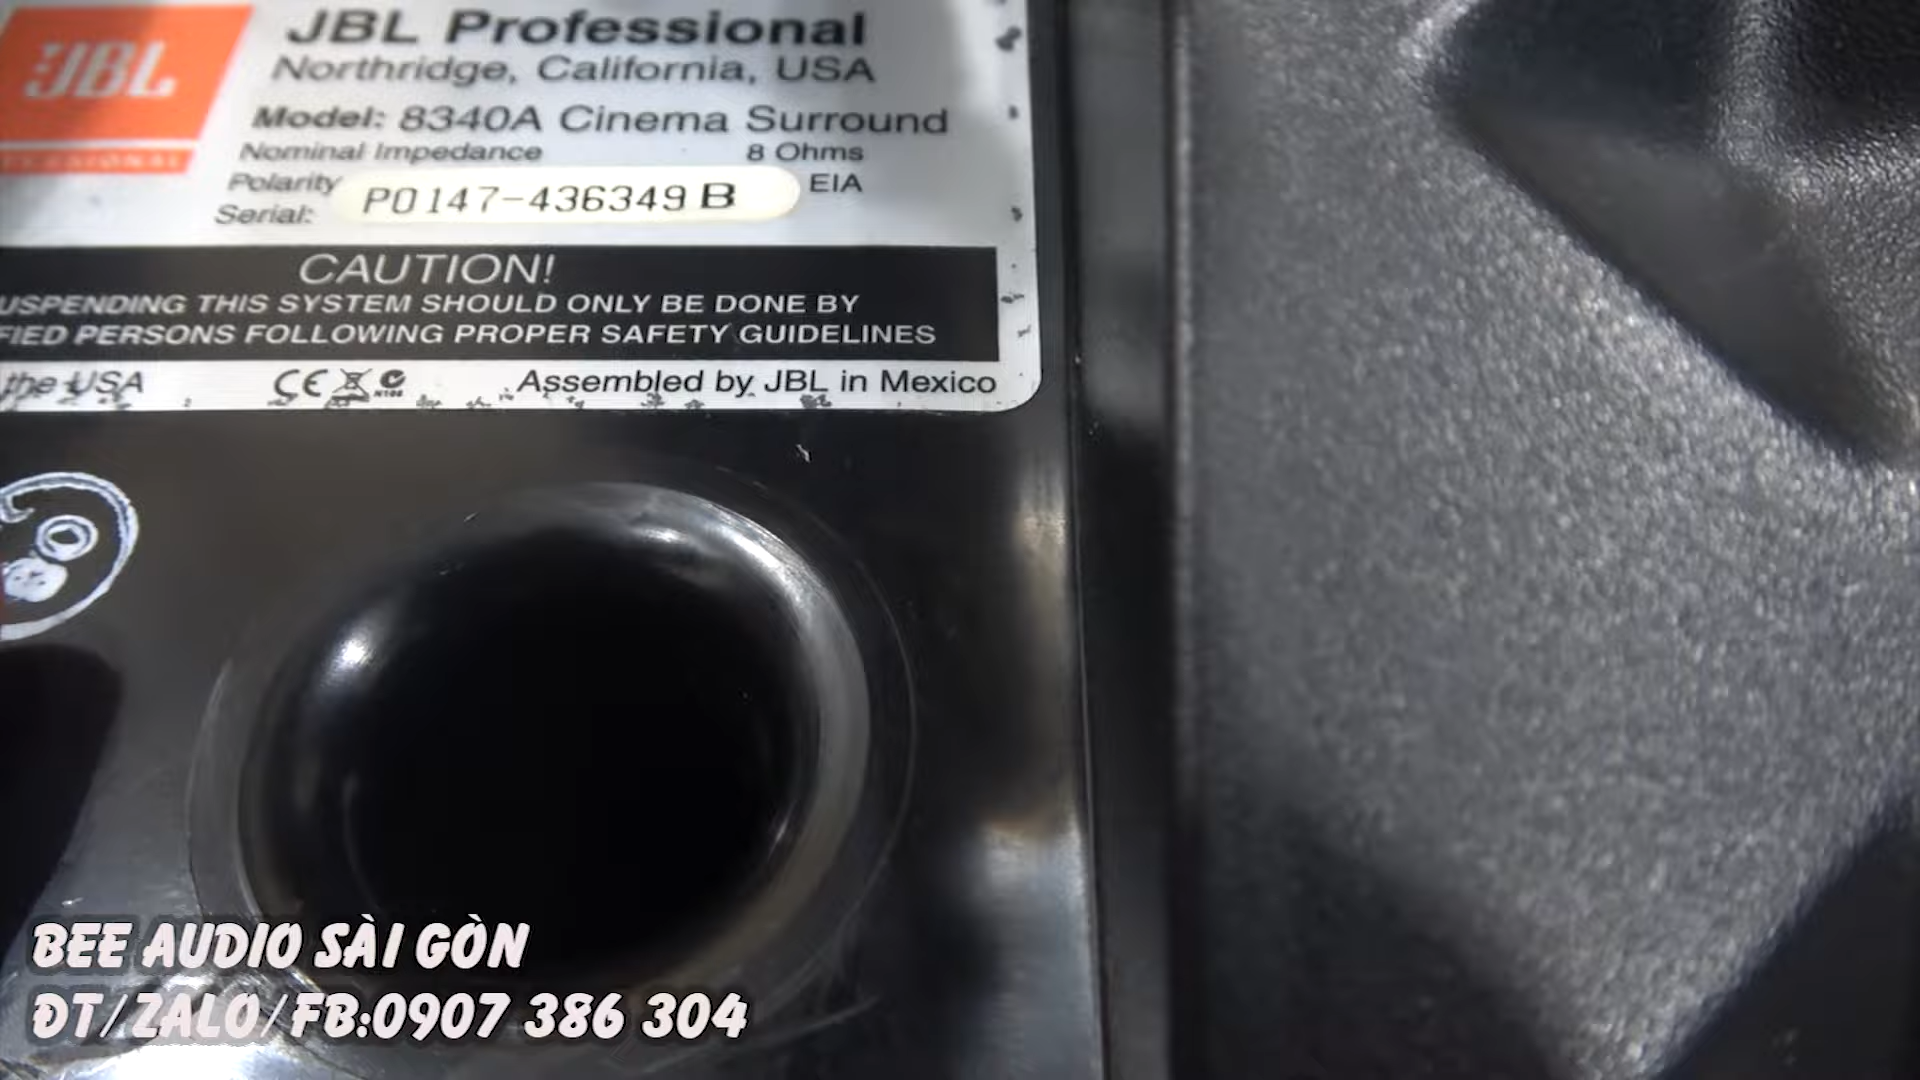 JBL
JBL Professional
Northridge, California, USA
Model: 8340A Cinema Surround
Nominal Impedance 8 Ohms
Polarity EIA
Serial: P0147-436349 B
CAUTION!
USPENDING THIS SYSTEM SHOULD ONLY BE DONE BY
FIED PERSONS FOLLOWING PROPER SAFETY GUIDELINES
the USA CE N108 Assembled by JBL in Mexico
BEE AUDIO SÀI GÒN
ĐT/ZALO/FB:0907 386 304